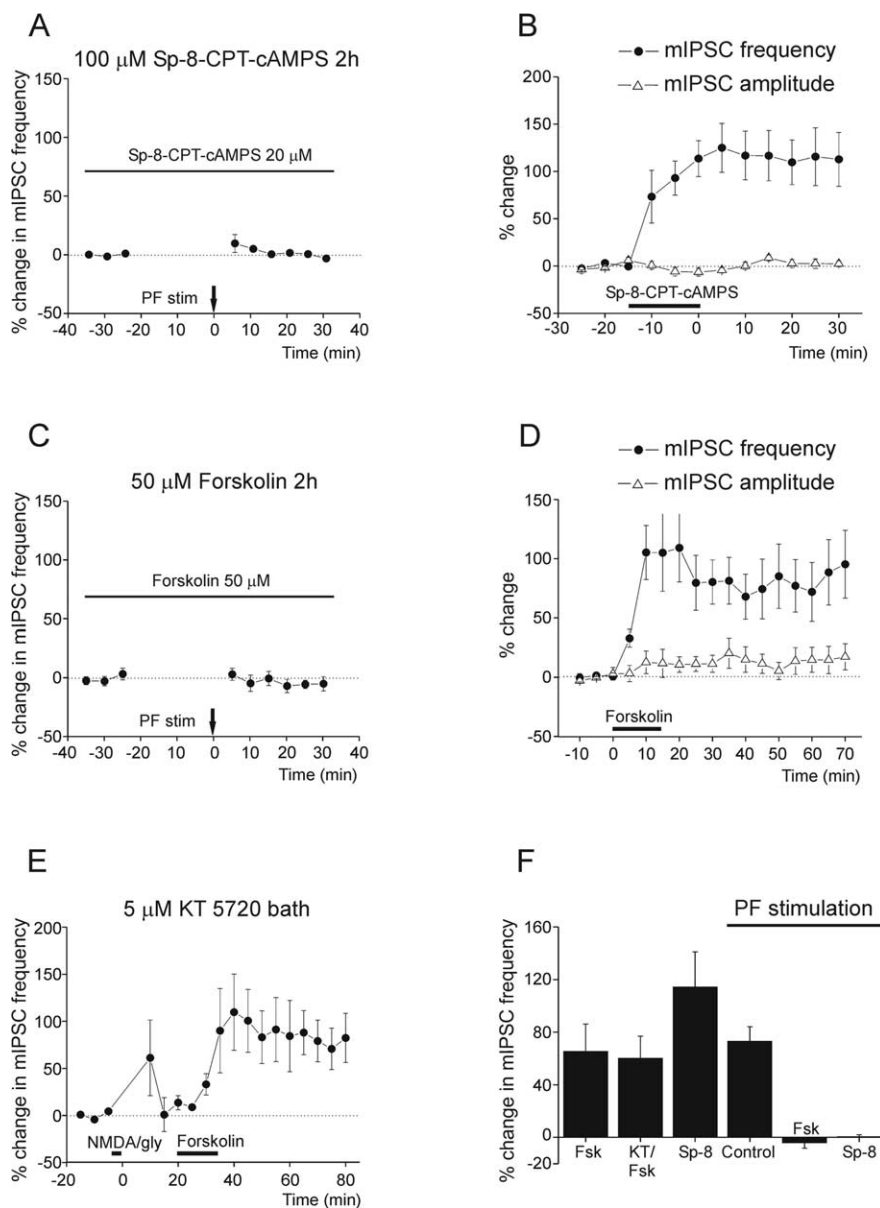 A
100 μM Sp-8-CPT-cAMPS 2h
% change in mIPSC frequency
150
100
50
0
-50
Sp-8-CPT-cAMPS 20 μM
PF stim
-40 -30 -20 -10 0 10 20 30 40
Time (min)
B
mIPSC frequency
mIPSC amplitude
% change
200
150
100
50
0
-50
Sp-8-CPT-cAMPS
-20 -10 0 10 20 30
Time (min)
C
50 μM Forskolin 2h
% change in mIPSC frequency
150
100
50
0
-50
Forskolin 50 μM
PF stim
-40 -30 -20 -10 0 10 20 30 40
Time (min)
D
mIPSC frequency
mIPSC amplitude
% change
150
100
50
0
-50
Forskolin
-10 0 10 20 30 40 50 60 70
Time (min)
E
5 μM KT 5720 bath
% change in mIPSC frequency
200
150
100
50
0
-50
NMDA/gly
Forskolin
-20 0 20 40 60 80
Time (min)
F
PF stimulation
% change in mIPSC frequency
160
120
80
40
0
-20
Fsk
KT/
Fsk
Sp-8
Control
Fsk
Sp-8